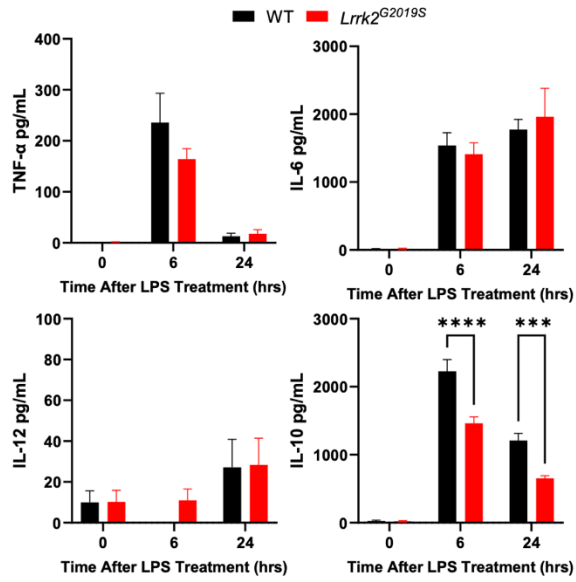 WT Lrrk2^G2019S
TNF-α pg/mL
400
300
200
100
0
0 6 24
Time After LPS Treatment (hrs)
IL-6 pg/mL
3000
2000
1000
0
0 6 24
Time After LPS Treatment (hrs)
IL-12 pg/mL
100
80
60
40
20
0
0 6 24
Time After LPS Treatment (hrs)
IL-10 pg/mL
**** ***
3000
2000
1000
0
0 6 24
Time After LPS Treatment (hrs)